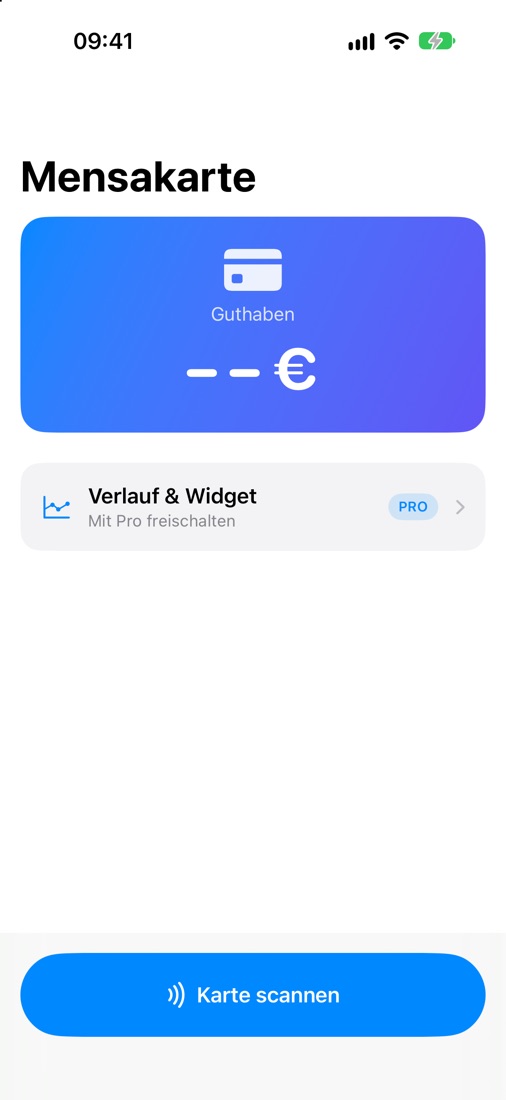 09:41
Mensakarte
Guthaben
– – €
Verlauf & Widget
Mit Pro freischalten
PRO
Karte scannen